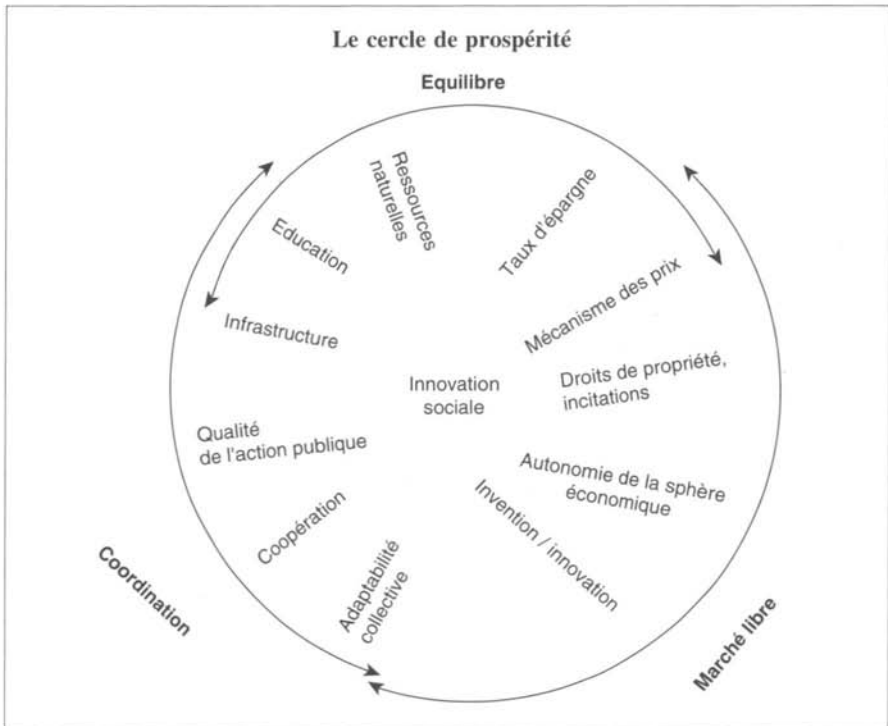 Le cercle de prospérité
Equilibre
Ressources
naturelles
Taux d'épargne
Education
Mécanisme des prix
Infrastructure
Innovation
sociale
Droits de propriété,
incitations
Qualité
de l'action publique
Autonomie de la sphère
économique
Invention / innovation
Coopération
Adaptabilité
collective
Coordination
Marché libre